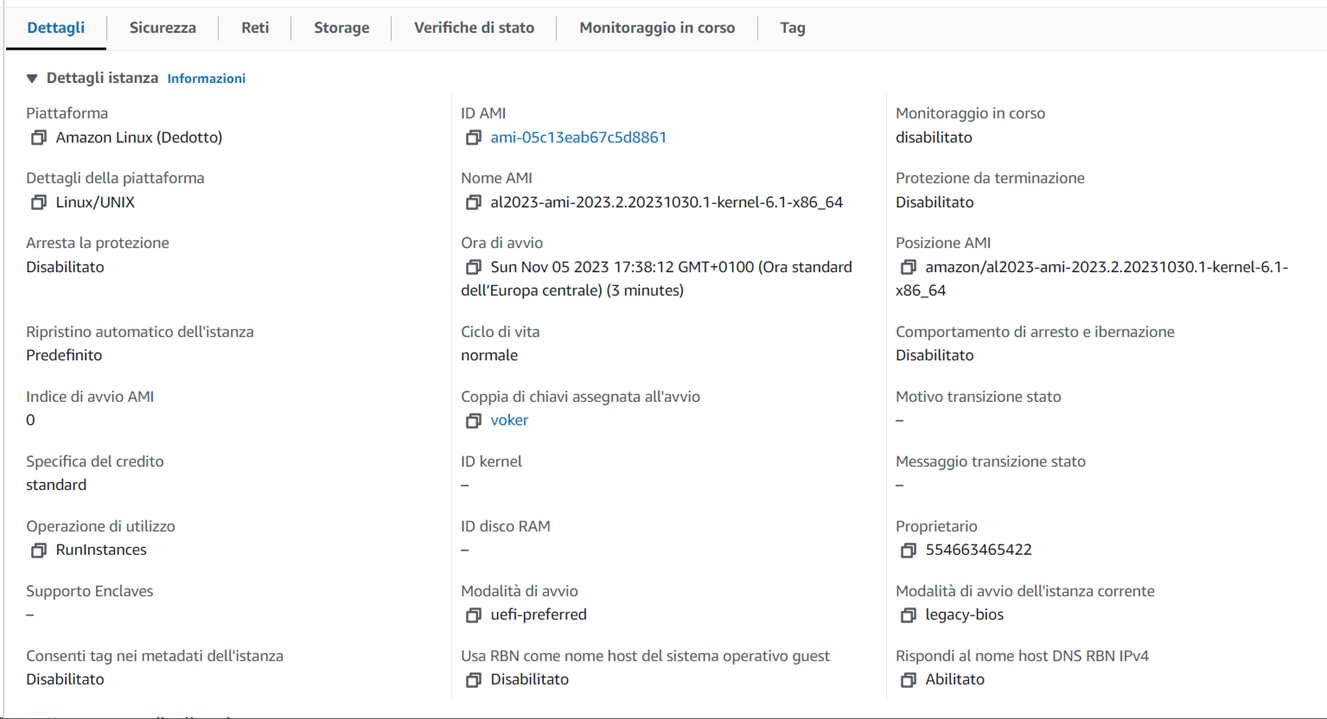 Dettagli
Sicurezza
Reti
Storage
Verifiche di stato
Monitoraggio in corso
Tag
Dettagli istanza Informazioni
Piattaforma
Amazon Linux (Dedotto)
ID AMI
ami-05c13eab67c5d8861
Monitoraggio in corso
disabilitato
Dettagli della piattaforma
Linux/UNIX
Nome AMI
al2023-ami-2023.2.20231030.1-kernel-6.1-x86_64
Protezione da terminazione
Disabilitato
Arresta la protezione
Disabilitato
Ora di avvio
Sun Nov 05 2023 17:38:12 GMT+0100 (Ora standard
dell’Europa centrale) (3 minutes)
Posizione AMI
amazon/al2023-ami-2023.2.20231030.1-kernel-6.1-
x86_64
Ripristino automatico dell'istanza
Predefinito
Ciclo di vita
normale
Comportamento di arresto e ibernazione
Disabilitato
Indice di avvio AMI
0
Coppia di chiavi assegnata all'avvio
voker
Motivo transizione stato
–
Specifica del credito
standard
ID kernel
–
Messaggio transizione stato
–
Operazione di utilizzo
RunInstances
ID disco RAM
–
Proprietario
554663465422
Supporto Enclaves
–
Modalità di avvio
uefi-preferred
Modalità di avvio dell'istanza corrente
legacy-bios
Consenti tag nei metadati dell'istanza
Disabilitato
Usa RBN come nome host del sistema operativo guest
Disabilitato
Rispondi al nome host DNS RBN IPv4
Abilitato